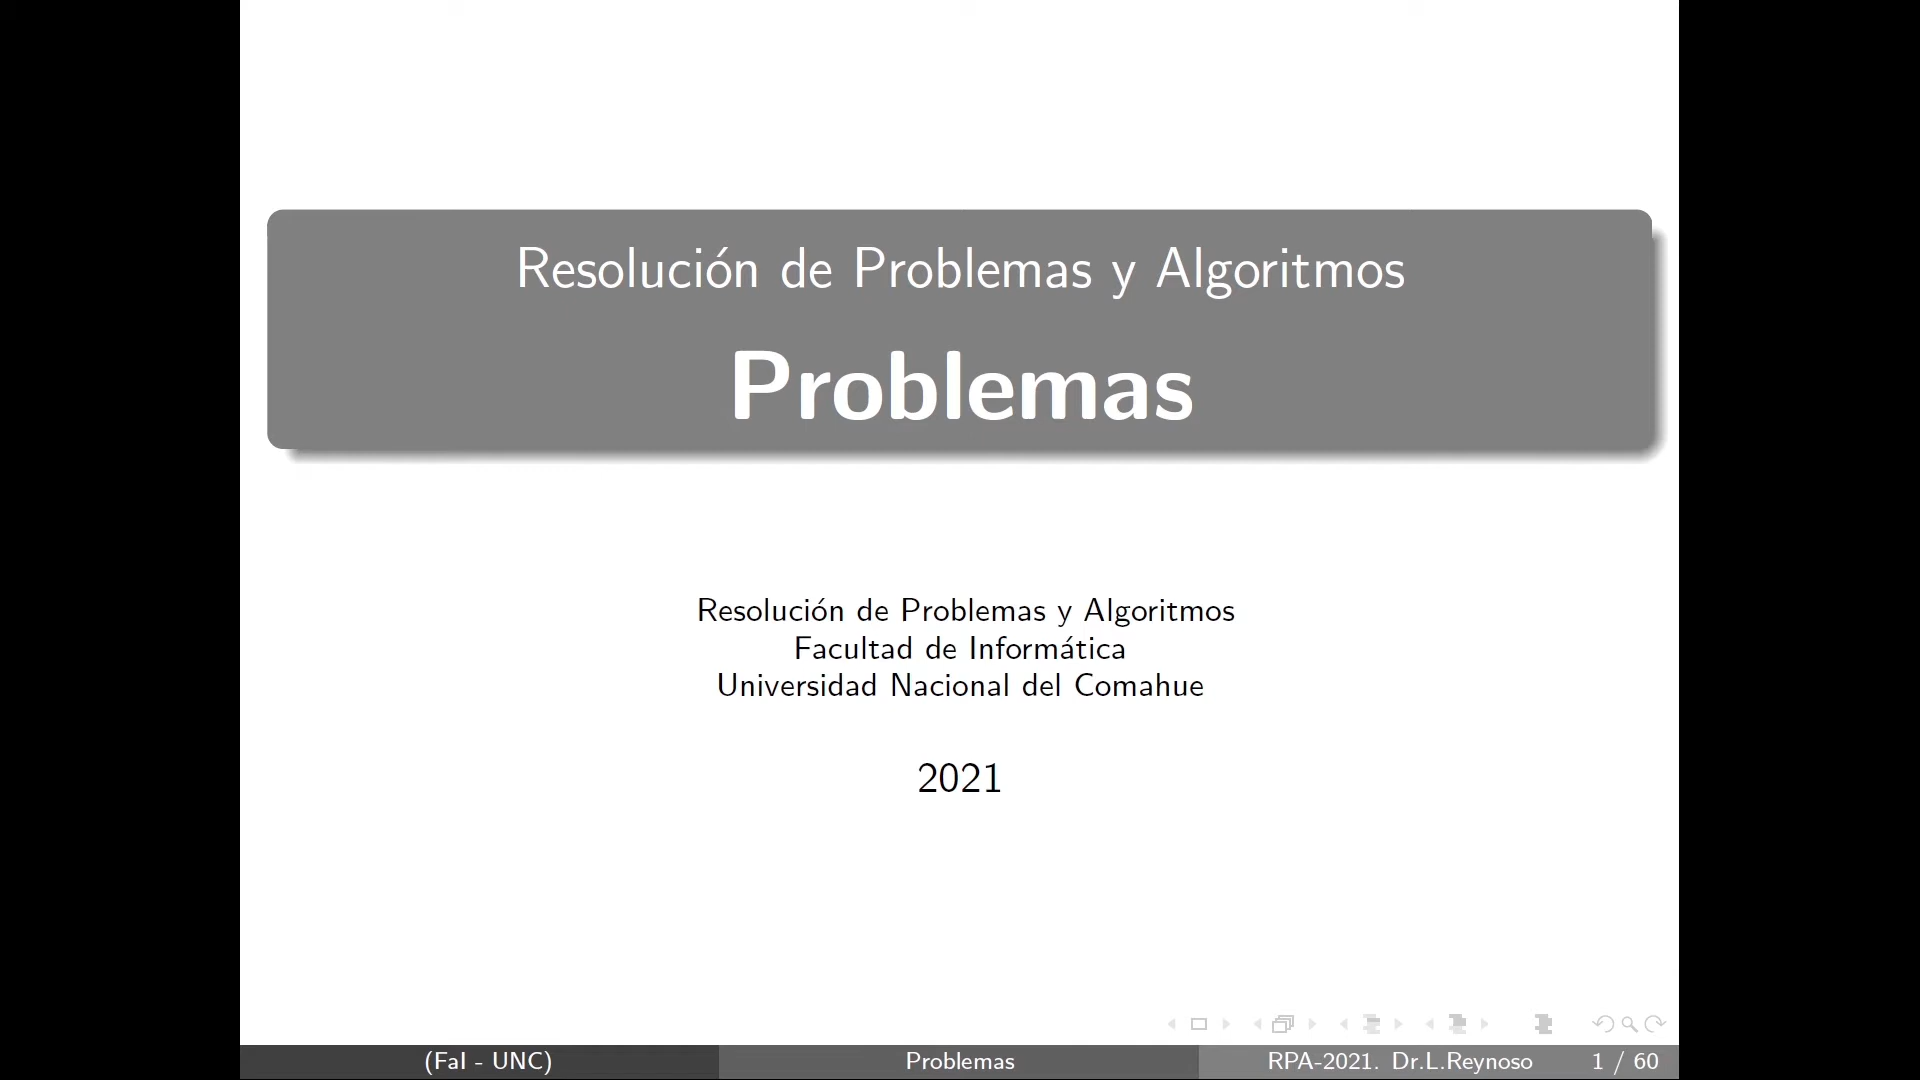 Resolución de Problemas y Algoritmos
Problemas
Resolución de Problemas y Algoritmos
Facultad de Informática
Universidad Nacional del Comahue
2021
(FaI - UNC) Problemas RPA-2021. Dr.L.Reynoso 1 / 60